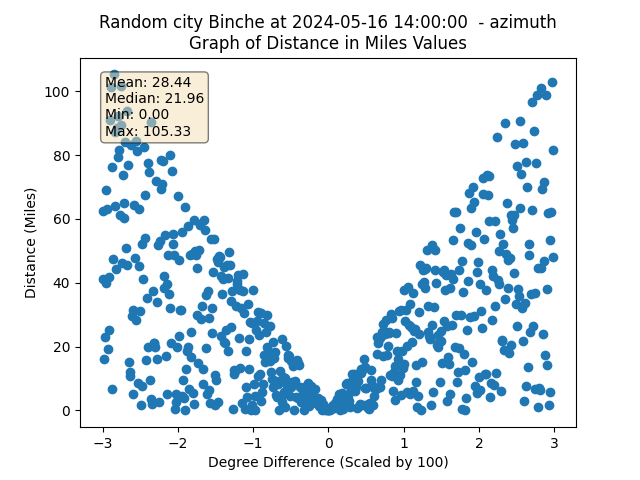 Random city Binche at 2024-05-16 14:00:00  - azimuth
Graph of Distance in Miles Values
Mean: 28.44
Median: 21.96
Min: 0.00
Max: 105.33
Distance (Miles)
100
80
60
40
20
0
−3 −2 −1 0 1 2 3
Degree Difference (Scaled by 100)